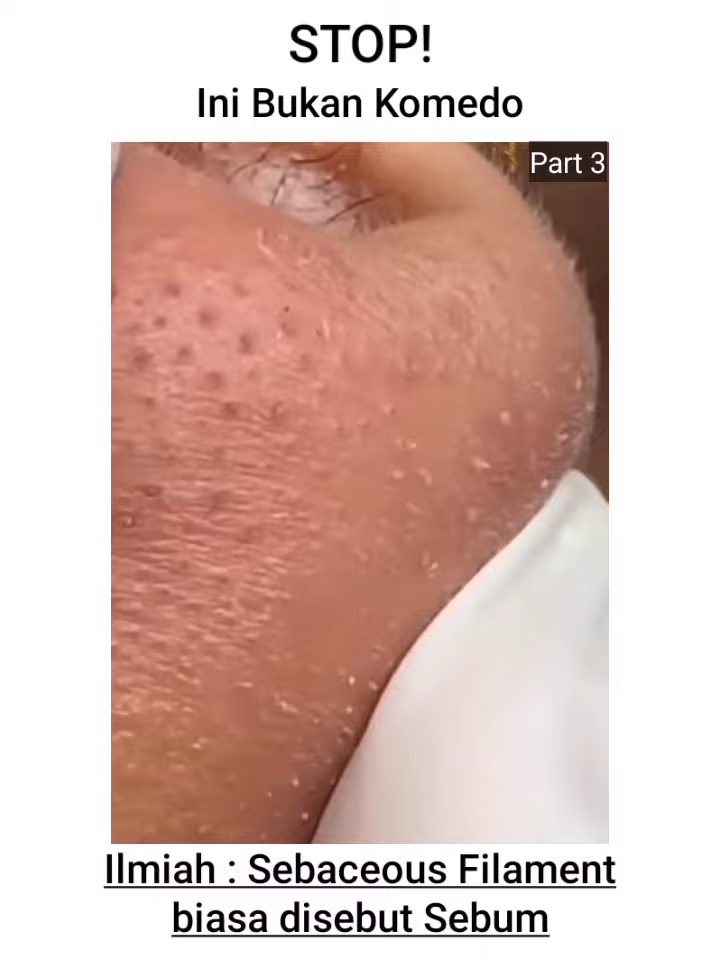 STOP!
Ini Bukan Komedo
Part 3
Ilmiah : Sebaceous Filament
biasa disebut Sebum